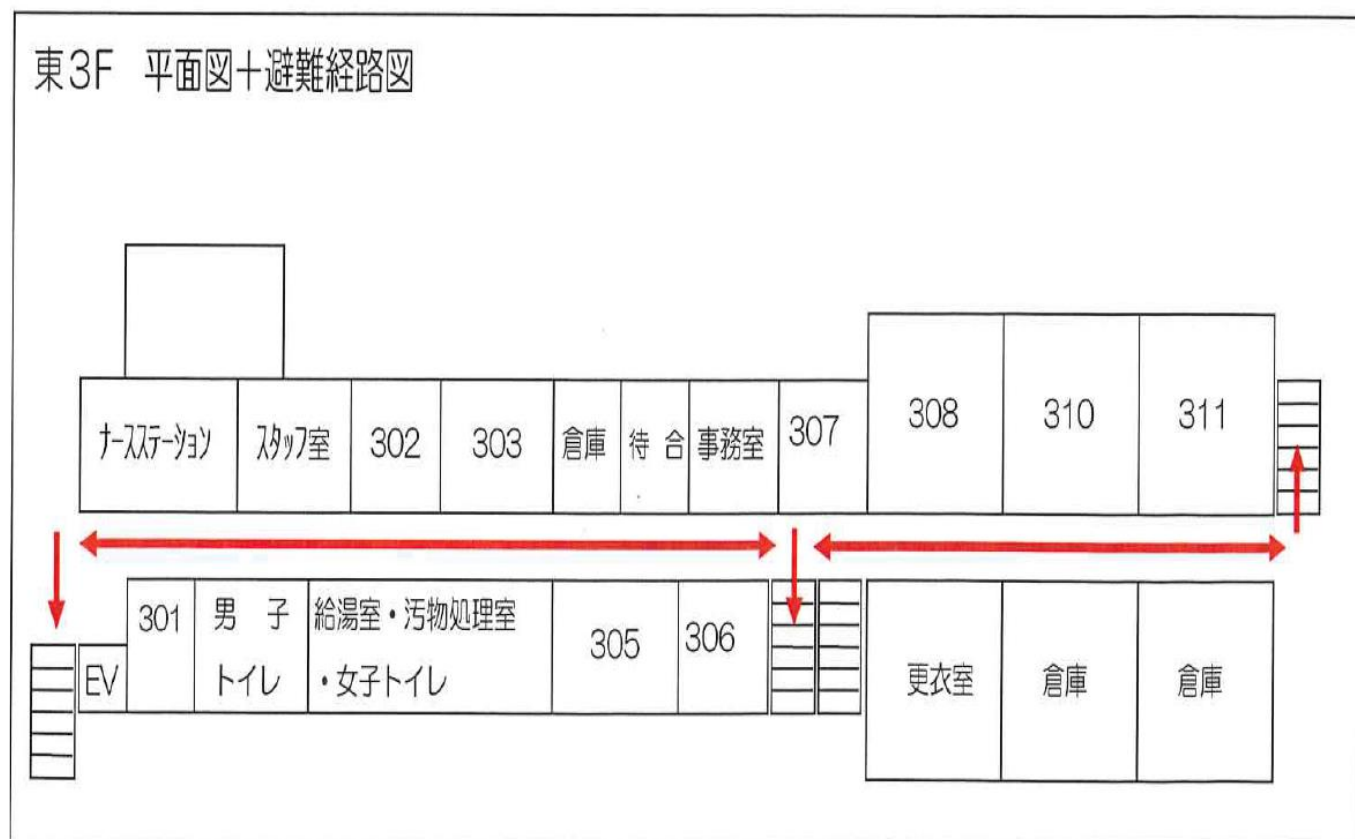 東3F 平面図＋避難経路図
ナースステーション
スタッフ室
302
303
倉庫
待 合
事務室
307
308
310
311
EV
301
男 子
トイレ
給湯室・汚物処理室
・女子トイレ
305
306
更衣室
倉庫
倉庫